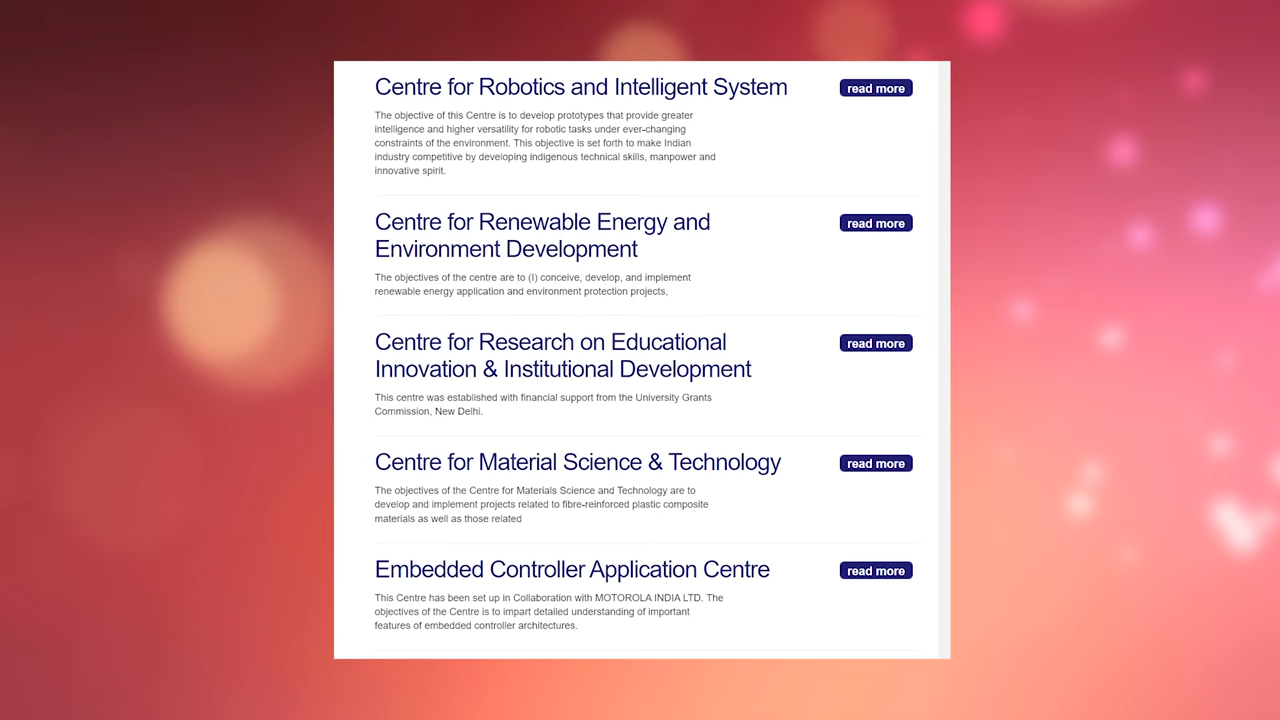 Centre for Robotics and Intelligent System
read more
The objective of this Centre is to develop prototypes that provide greater
intelligence and higher versatility for robotic tasks under ever-changing
constraints of the environment. This objective is set forth to make Indian
industry competitive by developing indigenous technical skills, manpower and
innovative spirit.
Centre for Renewable Energy and
read more
Environment Development
The objectives of the centre are to (I) conceive, develop, and implement
renewable energy application and environment protection projects,
Centre for Research on Educational
read more
Innovation & Institutional Development
This centre was established with financial support from the University Grants
Commission, New Delhi.
Centre for Material Science & Technology
read more
The objectives of the Centre for Materials Science and Technology are to
develop and implement projects related to fibre-reinforced plastic composite
materials as well as those related
Embedded Controller Application Centre
read more
This Centre has been set up in Collaboration with MOTOROLA INDIA LTD. The
objectives of the Centre is to impart detailed understanding of important
features of embedded controller architectures.